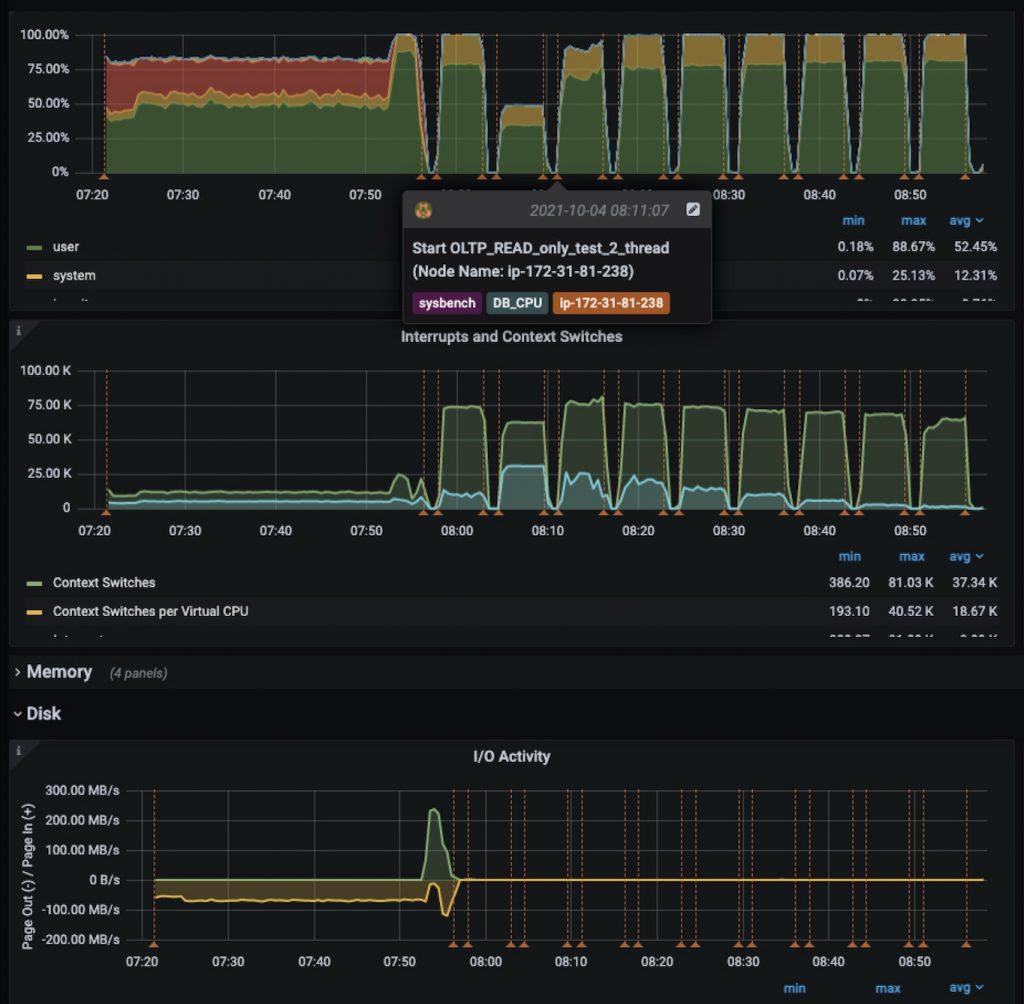 100.00%
75.00%
50.00%
25.00%
0%
07:20 07:30 07:40 07:50 08:30 08:40 08:50
2021-10-04 08:11:07
Start OLTP_READ_only_test_2_thread
(Node Name: ip-172-31-81-238)
sysbench DB_CPU ip-172-31-81-238
min max avg
user 0.18% 88.67% 52.45%
system 0.07% 25.13% 12.31%
i
Interrupts and Context Switches
100.00 K
75.00 K
50.00 K
25.00 K
0
07:20 07:30 07:40 07:50 08:00 08:10 08:20 08:30 08:40 08:50
min max avg
Context Switches 386.20 81.03 K 37.34 K
Context Switches per Virtual CPU 193.10 40.52 K 18.67 K
Memory (4 panels)
Disk
i
I/O Activity
Page Out (-) / Page In (+)
300.00 MB/s
200.00 MB/s
100.00 MB/s
0 B/s
-100.00 MB/s
-200.00 MB/s
07:20 07:30 07:40 07:50 08:00 08:10 08:20 08:30 08:40 08:50
min max avg